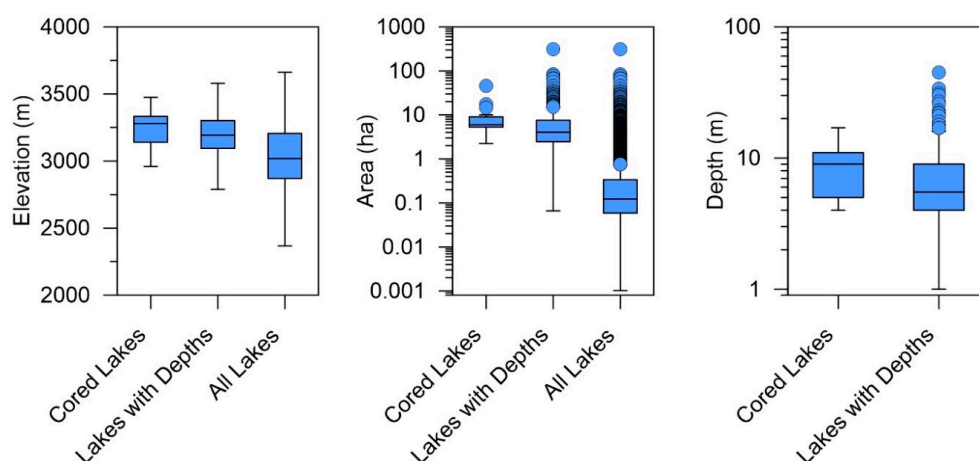 Elevation (m)
4000
3500
3000
2500
2000
Cored Lakes
Lakes with Depths
All Lakes
Area (ha)
1000
100
10
1
0.1
0.01
0.001
Cored Lakes
Lakes with Depths
All Lakes
Depth (m)
100
10
1
Cored Lakes
Lakes with Depths